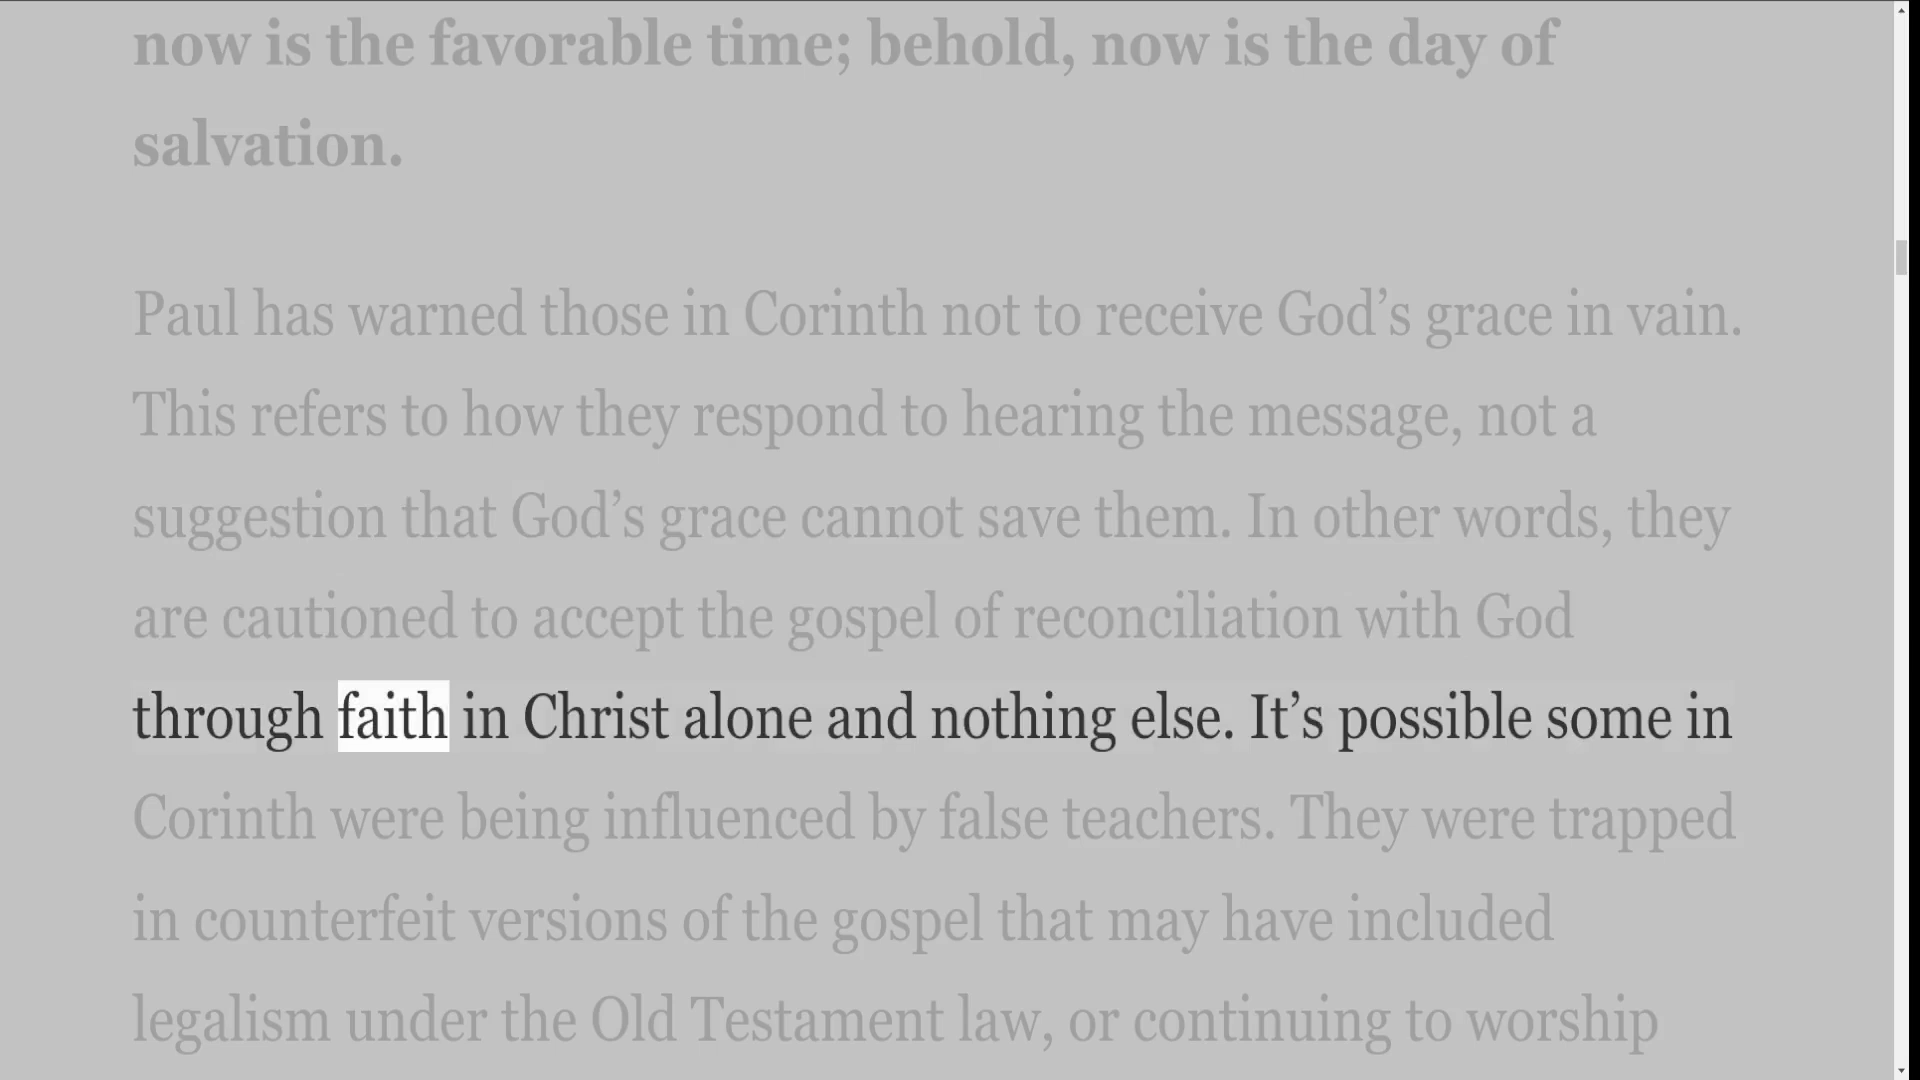 now is the favorable time; behold, now is the day of
salvation.
Paul has warned those in Corinth not to receive God’s grace in vain.
This refers to how they respond to hearing the message, not a
suggestion that God’s grace cannot save them. In other words, they
are cautioned to accept the gospel of reconciliation with God
through faith in Christ alone and nothing else. It’s possible some in
Corinth were being influenced by false teachers. They were trapped
in counterfeit versions of the gospel that may have included
legalism under the Old Testament law, or continuing to worship